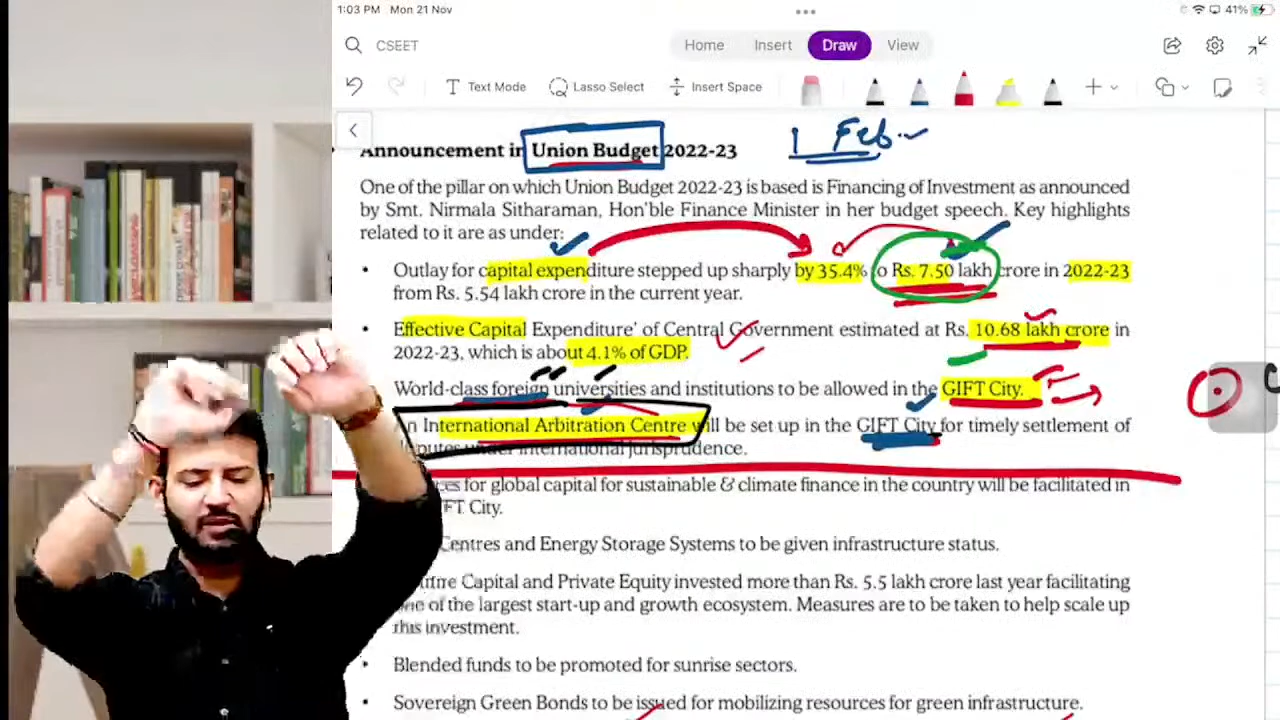 1:03 PM Mon 21 Nov
41%
CSEET
Home Insert Draw View
Text Mode Lasso Select Insert Space
Announcement in Union Budget 2022-23
1 Feb
One of the pillar on which Union Budget 2022-23 is based is Financing of Investment as announced
by Smt. Nirmala Sitharaman, Hon'ble Finance Minister in her budget speech. Key highlights
related to it are as under:
• Outlay for capital expenditure stepped up sharply by 35.4% to Rs. 7.50 lakh crore in 2022-23
from Rs. 5.54 lakh crore in the current year.
• Effective Capital Expenditure' of Central Government estimated at Rs. 10.68 lakh crore in
2022-23, which is about 4.1% of GDP.
World-class foreign universities and institutions to be allowed in the GIFT City.
n International Arbitration Centre will be set up in the GIFT City for timely settlement of
putes under international jurisprudence.
ces for global capital for sustainable & climate finance in the country will be facilitated in
FT City.
Centres and Energy Storage Systems to be given infrastructure status.
Capital and Private Equity invested more than Rs. 5.5 lakh crore last year facilitating
one of the largest start-up and growth ecosystem. Measures are to be taken to help scale up
this investment.
• Blended funds to be promoted for sunrise sectors.
• Sovereign Green Bonds to be issued for mobilizing resources for green infrastructure.